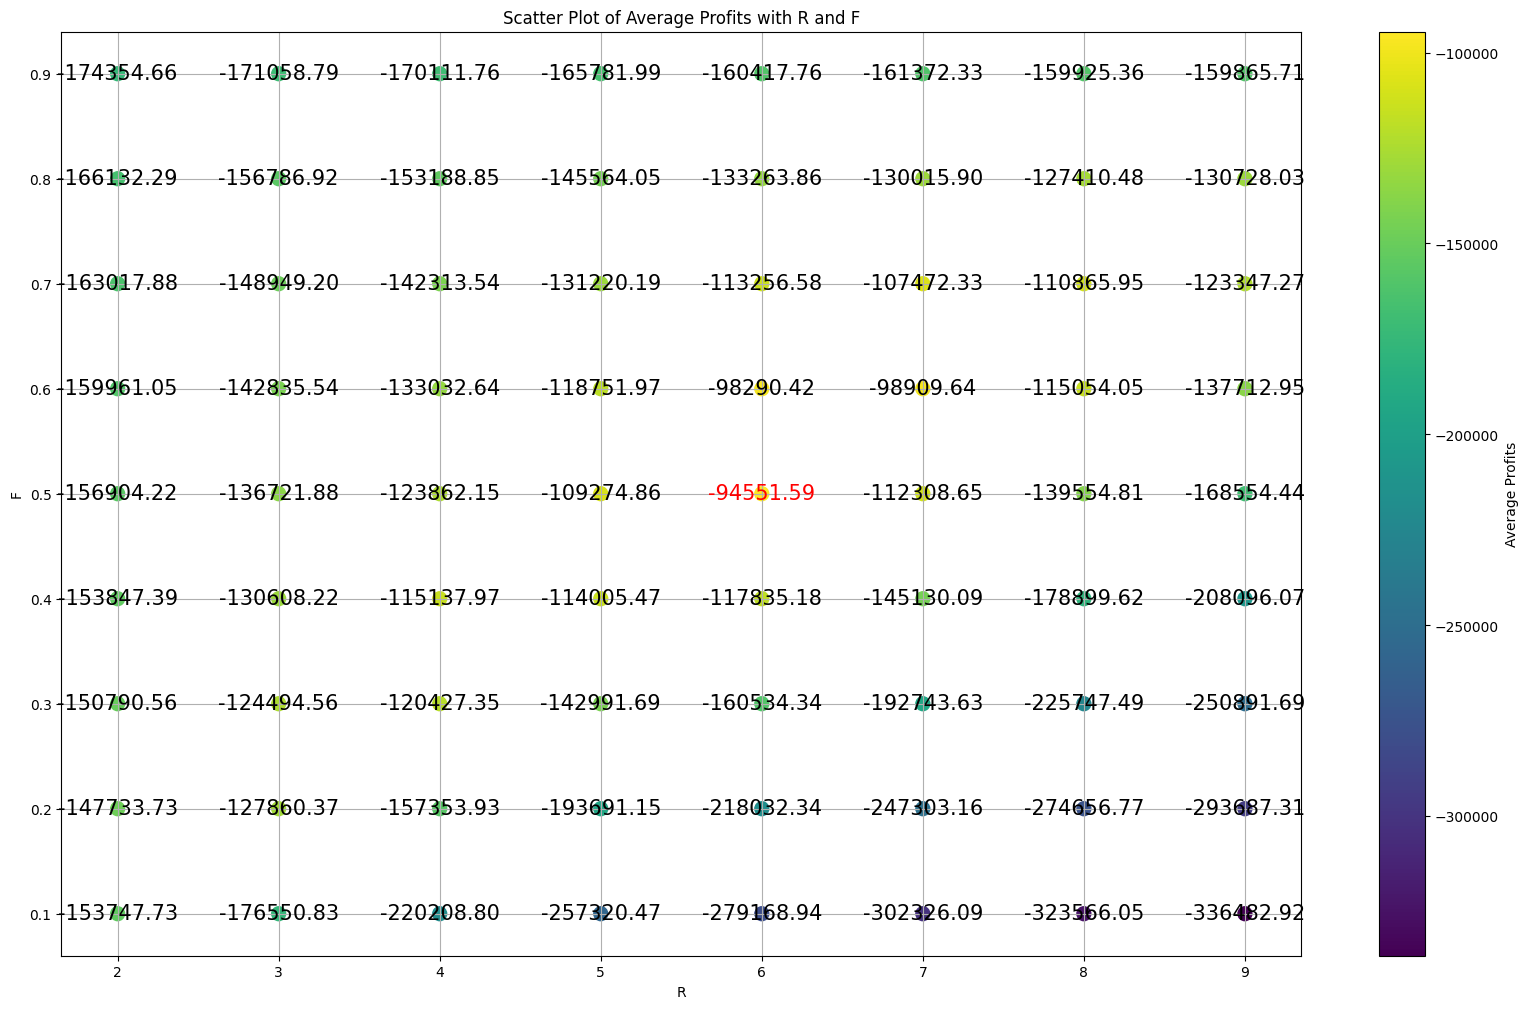 Scatter Plot of Average Profits with R and F
0.9 -174354.66 -171058.79 -170111.76 -165781.99 -160417.76 -161372.33 -159925.36 -159865.71
0.8 -166132.29 -156786.92 -153188.85 -145564.05 -133263.86 -130015.90 -127410.48 -130728.03
0.7 -163017.88 -148949.20 -142313.54 -131220.19 -113256.58 -107472.33 -110865.95 -123347.27
0.6 -159961.05 -142835.54 -133032.64 -118751.97 -98290.42 -98909.64 -115054.05 -137712.95
F
0.5 -156904.22 -136721.88 -123862.15 -109274.86 -94551.59 -112308.65 -139554.81 -168554.44
0.4 -153847.39 -130608.22 -115137.97 -114005.47 -117835.18 -145130.09 -178899.62 -208096.07
0.3 -150790.56 -124494.56 -120427.35 -142991.69 -160534.34 -192743.63 -225747.49 -250891.69
0.2 -147733.73 -127860.37 -157353.93 -193691.15 -218032.34 -247303.16 -274656.77 -293687.31
0.1 -153747.73 -176550.83 -220208.80 -257320.47 -279168.94 -302326.09 -323566.05 -336482.92
2 3 4 5 6 7 8 9
R
−100000
−150000
−200000
−250000
−300000
Average Profits